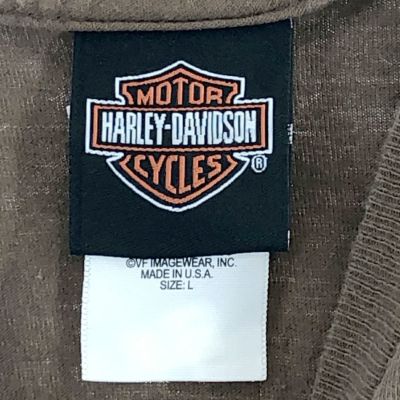 MOTOR
HARLEY-DAVIDSON
CYCLES ®
©VF IMAGEWEAR, INC.
MADE IN U.S.A.
SIZE: L